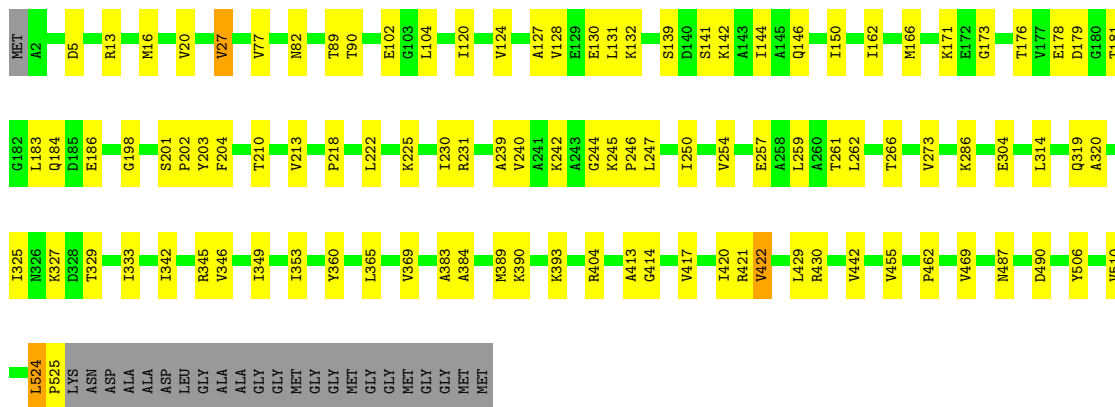 MET A2 D5 R13 M16 V20 V27 V77 N82 T89 T90 E102 G103 L104 I120 V124 A127 V128 E129 E130 L131 K132 S139 D140 S141 K142 A143 I144 A145 Q146 I150 I162 M166 K171 E172 G173 T176 V177 E178 D179 G180 T181
G182 L183 Q184 D185 E186 G198 S201 P202 Y203 F204 T210 V213 P218 L222 K225 I230 R231 A239 V240 A241 K242 A243 G244 K245 P246 L247 I250 V254 E257 A258 L259 A260 T261 L262 T266 V273 K286 E304 L314 Q319 A320
I325 N326 K327 D328 T329 I333 I342 R345 V346 I349 I353 Y360 L365 V369 A383 A384 M389 K390 K393 R404 A413 G414 V417 I420 R421 V422 L429 R430 V442 V455 P462 V469 N487 D490 Y506 V510
L524 P525 LYS ASN ASP ALA ALA ASP LEU GLY ALA ALA GLY GLY MET GLY GLY MET GLY GLY MET GLY GLY MET MET